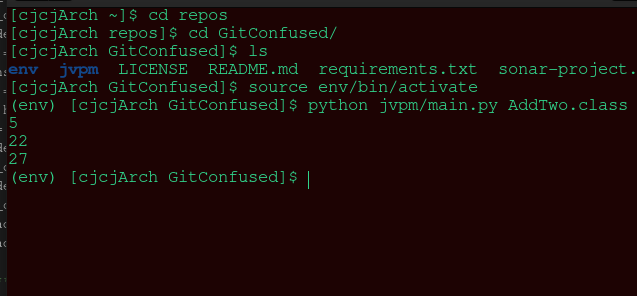 [cjcjArch ~]$ cd repos
[cjcjArch repos]$ cd GitConfused/
[cjcjArch GitConfused]$ ls
env jvpm LICENSE README.md requirements.txt sonar-project.
[cjcjArch GitConfused]$ source env/bin/activate
(env) [cjcjArch GitConfused]$ python jvpm/main.py AddTwo.class
5
22
27
(env) [cjcjArch GitConfused]$